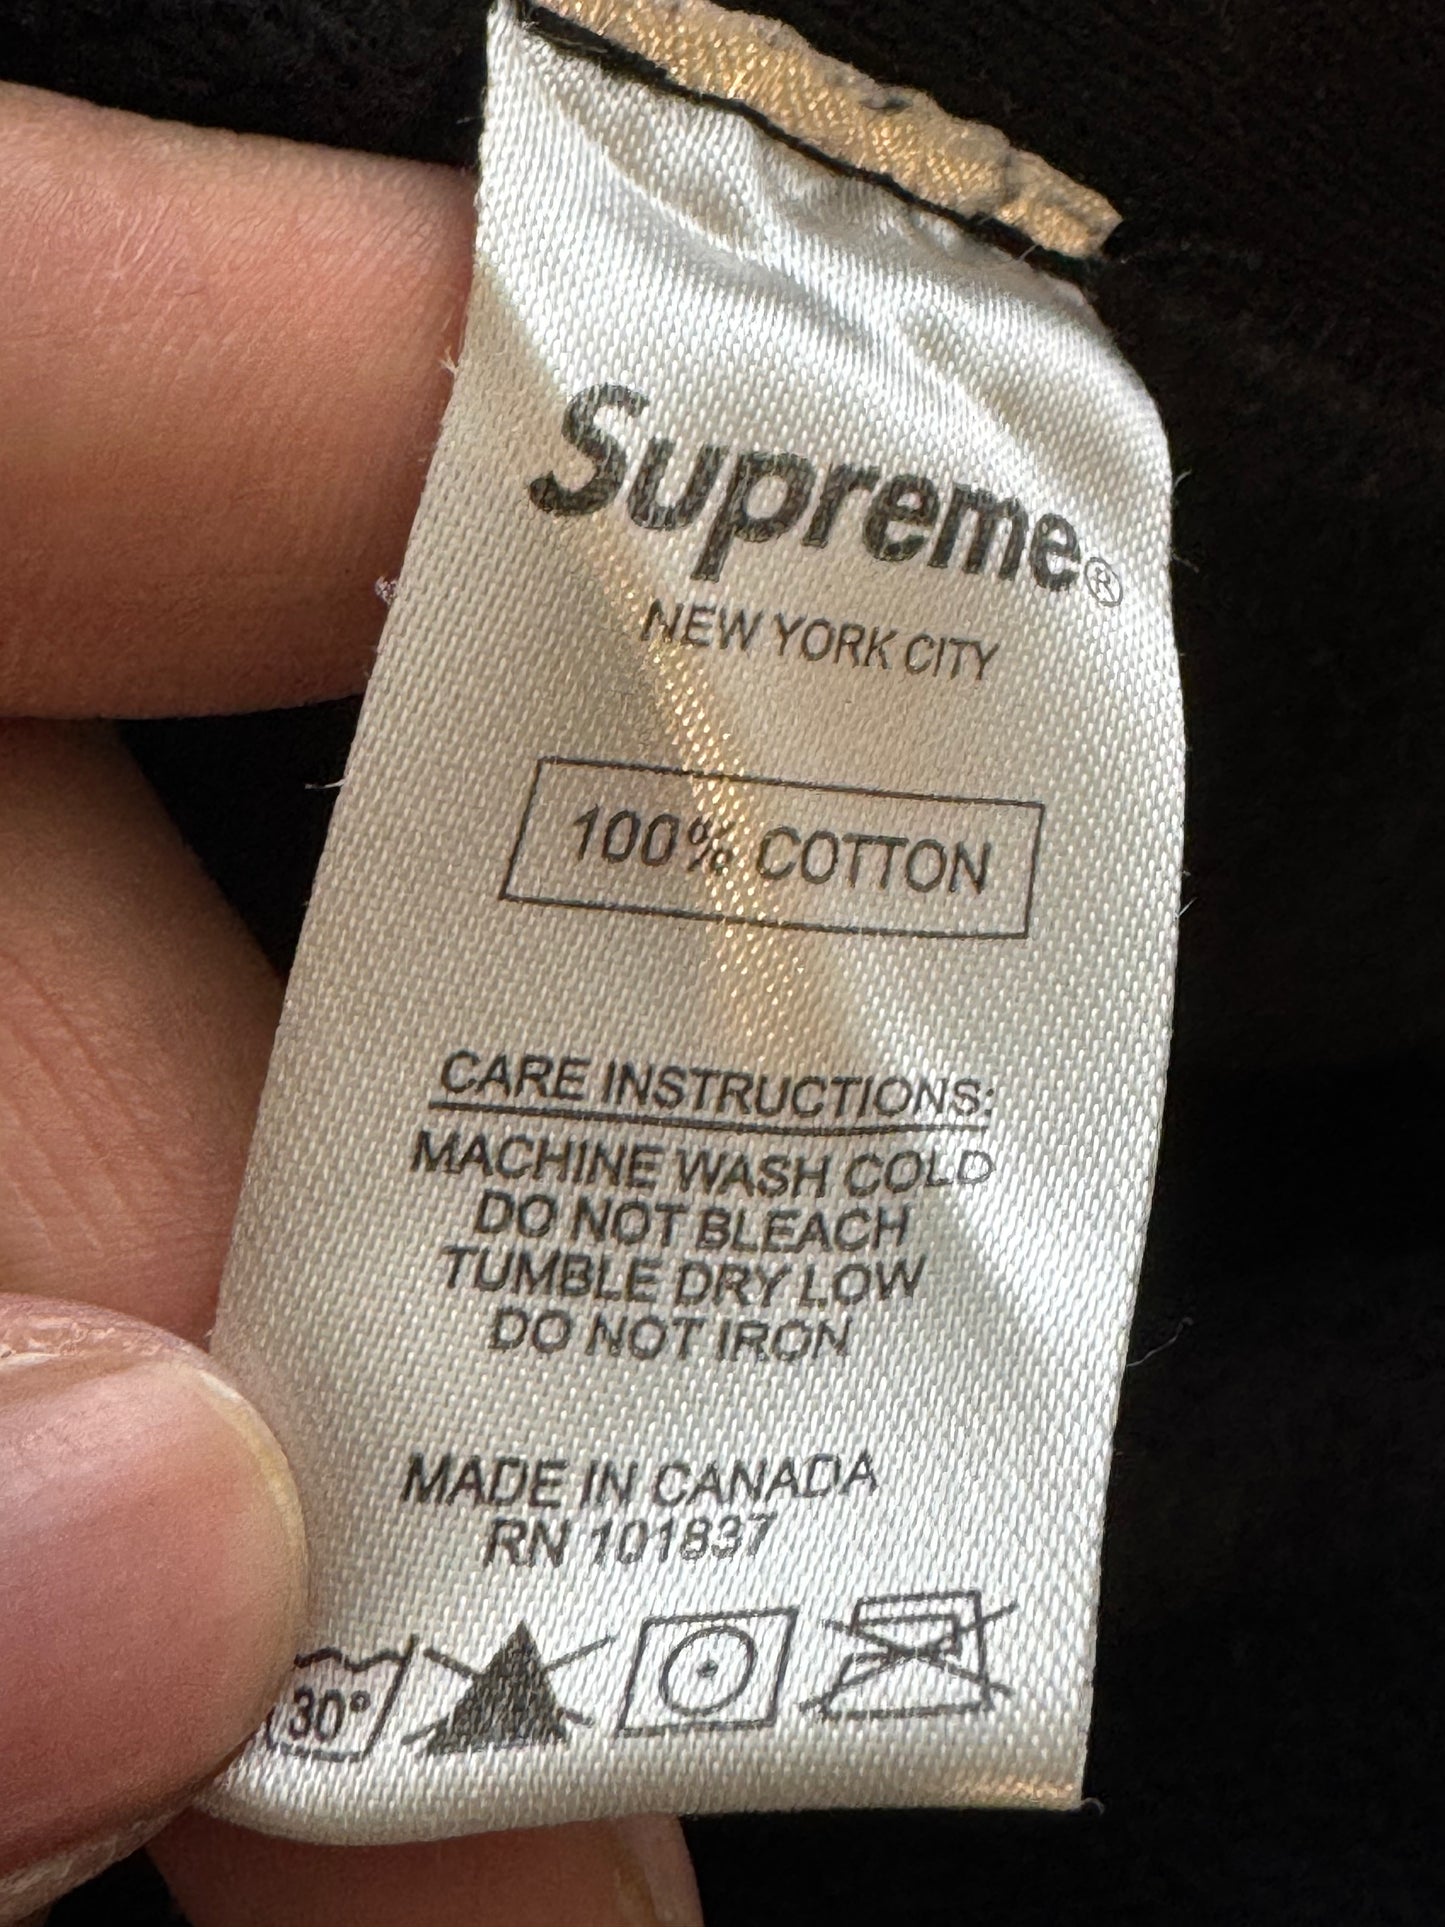 Supreme®
NEW YORK CITY
100% COTTON
CARE INSTRUCTIONS:
MACHINE WASH COLD
DO NOT BLEACH
TUMBLE DRY LOW
DO NOT IRON
MADE IN CANADA
RN 101837
30°